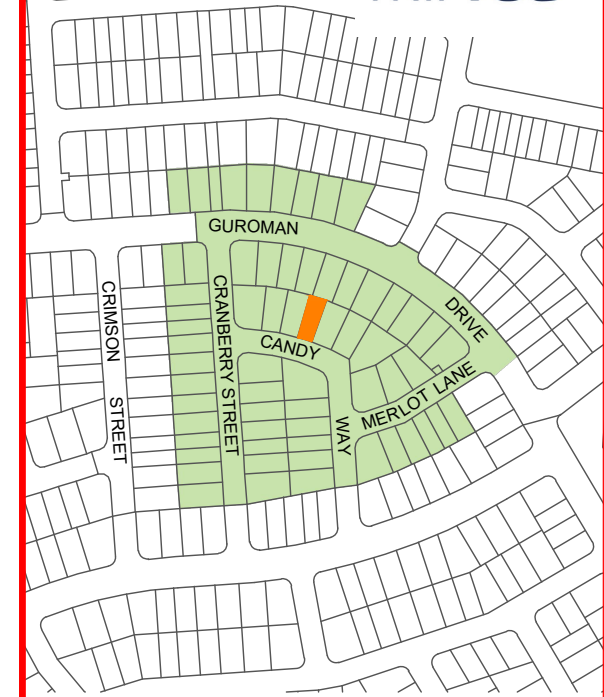 GUROMAN
DRIVE
CRIMSON
STREET
CRANBERRY STREET
CANDY
WAY
MERLOT LANE